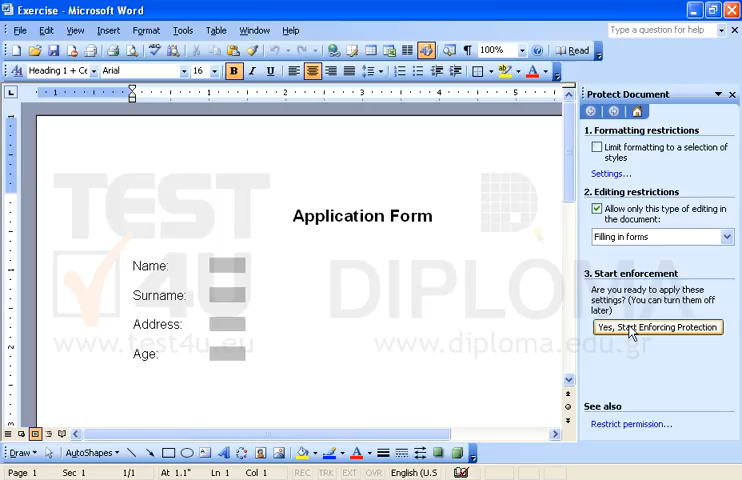 Exercise - Microsoft Word
File Edit View Insert Format Tools Table Window Help
Type a question for help
100%
Read
Heading 1 + Ce
Arial
16
B I U
Protect Document
1. Formatting restrictions
Limit formatting to a selection of
styles
Settings...
2. Editing restrictions
Allow only this type of editing in
the document:
Filling in forms
3. Start enforcement
Are you ready to apply these
settings? (You can turn them off
later)
Yes, Start Enforcing Protection
See also
Restrict permission...
TEST
4U
DIPLOMA
www.test4u.eu
www.diploma.edu.gr
Application Form
Name:
Surname:
Address:
Age:
Draw
AutoShapes
Page 1 Sec 1 1/1 At 1.1" Ln 1 Col 1 REC TRK EXT OVR English (U.S